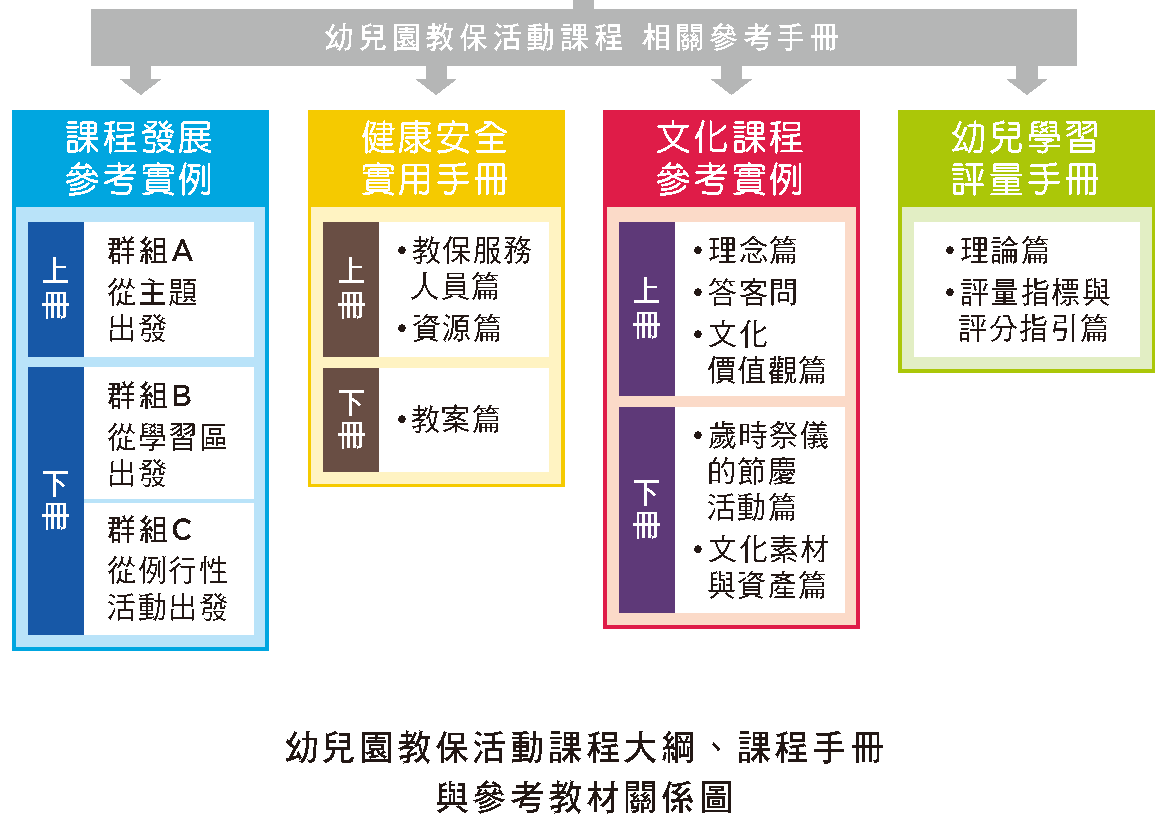 幼兒園教保活動課程 相關參考手冊
課程發展
參考實例
上冊
群組A
從主題
出發
下冊
群組B
從學習區
出發
群組C
從例行性
活動出發
健康安全
實用手冊
上冊
•教保服務
人員篇
•資源篇
下冊
•教案篇
文化課程
參考實例
上冊
•理念篇
•答客問
•文化
價值觀篇
下冊
•歲時祭儀
的節慶
活動篇
•文化素材
與資產篇
幼兒學習
評量手冊
•理論篇
•評量指標與
評分指引篇
幼兒園教保活動課程大綱、課程手冊
與參考教材關係圖